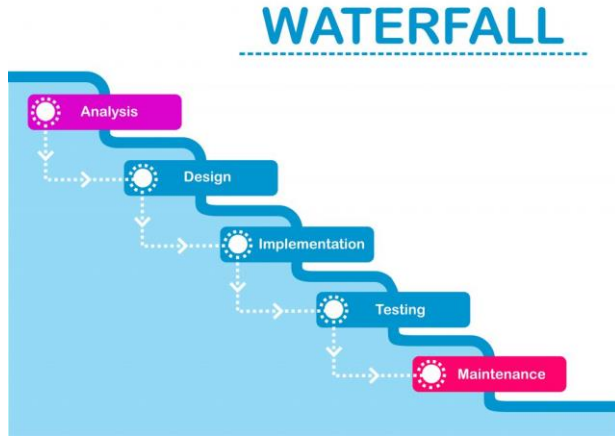 WATERFALL
Analysis
Design
Implementation
Testing
Maintenance